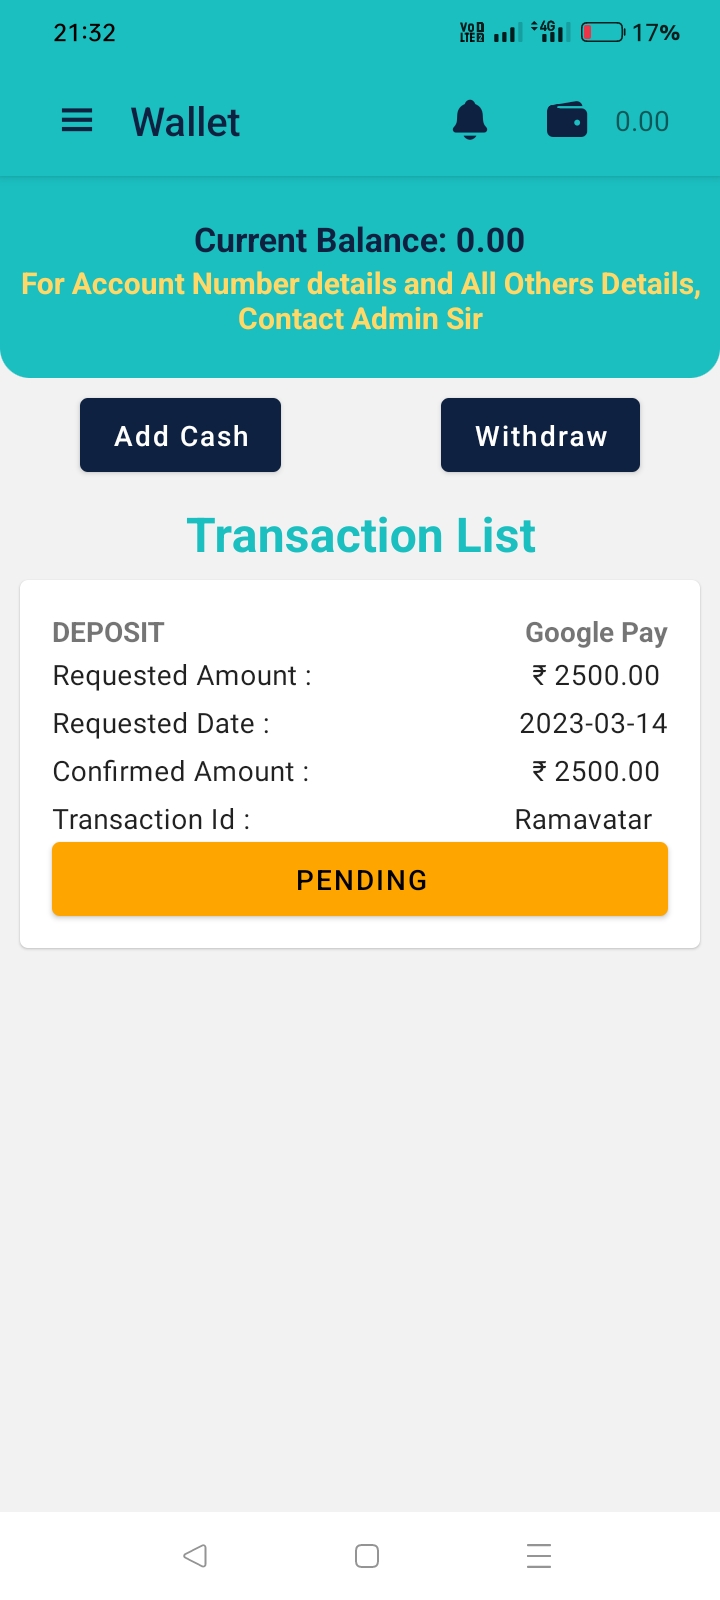 21:32 VoD LTE2 4G 17%
Wallet 0.00
Current Balance: 0.00
For Account Number details and All Others Details,
Contact Admin Sir
Add Cash Withdraw
Transaction List
DEPOSIT Google Pay
Requested Amount : ₹ 2500.00
Requested Date : 2023-03-14
Confirmed Amount : ₹ 2500.00
Transaction Id : Ramavatar
PENDING